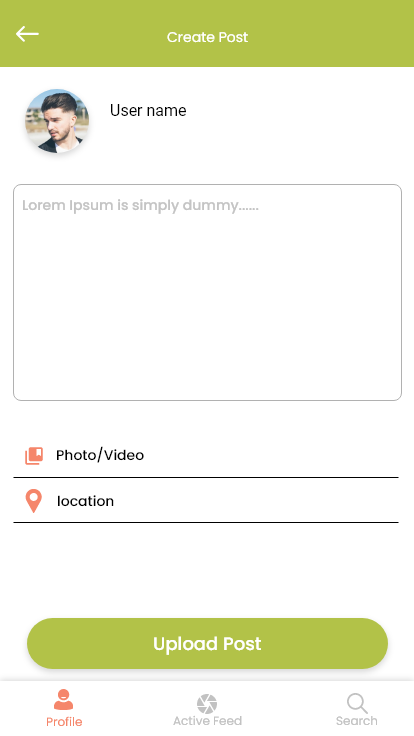 Create Post
User name
Lorem Ipsum is simply dummy......
Photo/Video
location
Upload Post
Profile
Active Feed
Search